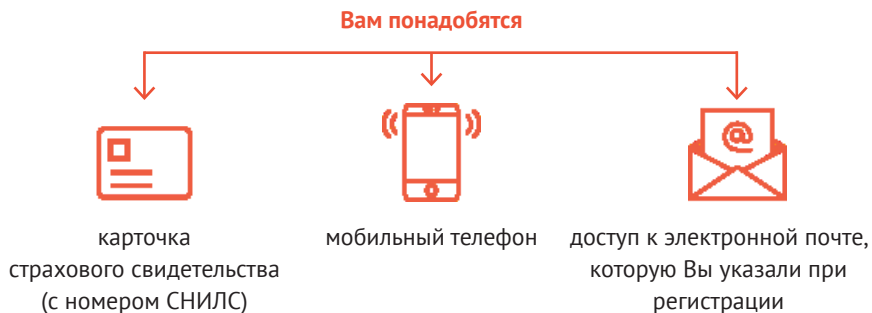 Вам понадобятся
@
карточка
страхового свидетельства
(с номером СНИЛС)
мобильный телефон
доступ к электронной почте,
которую Вы указали при
регистрации